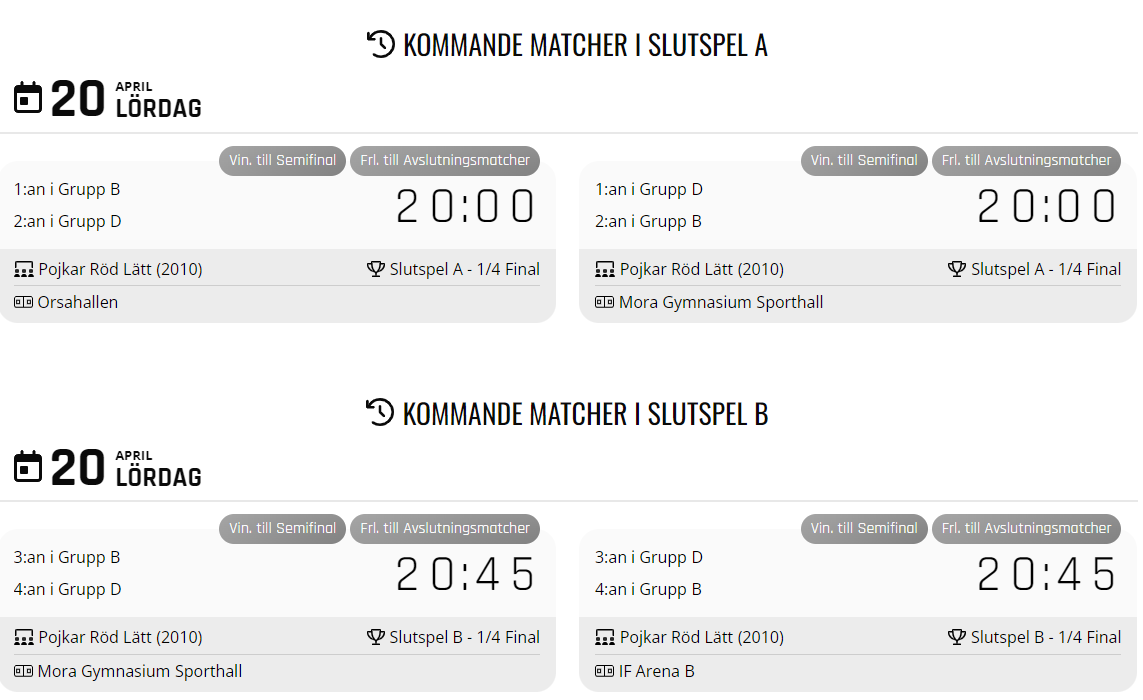 KOMMANDE MATCHER I SLUTSPEL A
20 APRIL
LÖRDAG
Vin. till Semifinal Frl. till Avslutningsmatcher
1:an i Grupp B
2:an i Grupp D
20:00
Pojkar Röd Lätt (2010) Slutspel A - 1/4 Final
Orsahallen
Vin. till Semifinal Frl. till Avslutningsmatcher
1:an i Grupp D
2:an i Grupp B
20:00
Pojkar Röd Lätt (2010) Slutspel A - 1/4 Final
Mora Gymnasium Sporthall
KOMMANDE MATCHER I SLUTSPEL B
20 APRIL
LÖRDAG
Vin. till Semifinal Frl. till Avslutningsmatcher
3:an i Grupp B
4:an i Grupp D
20:45
Pojkar Röd Lätt (2010) Slutspel B - 1/4 Final
Mora Gymnasium Sporthall
Vin. till Semifinal Frl. till Avslutningsmatcher
3:an i Grupp D
4:an i Grupp B
20:45
Pojkar Röd Lätt (2010) Slutspel B - 1/4 Final
IF Arena B